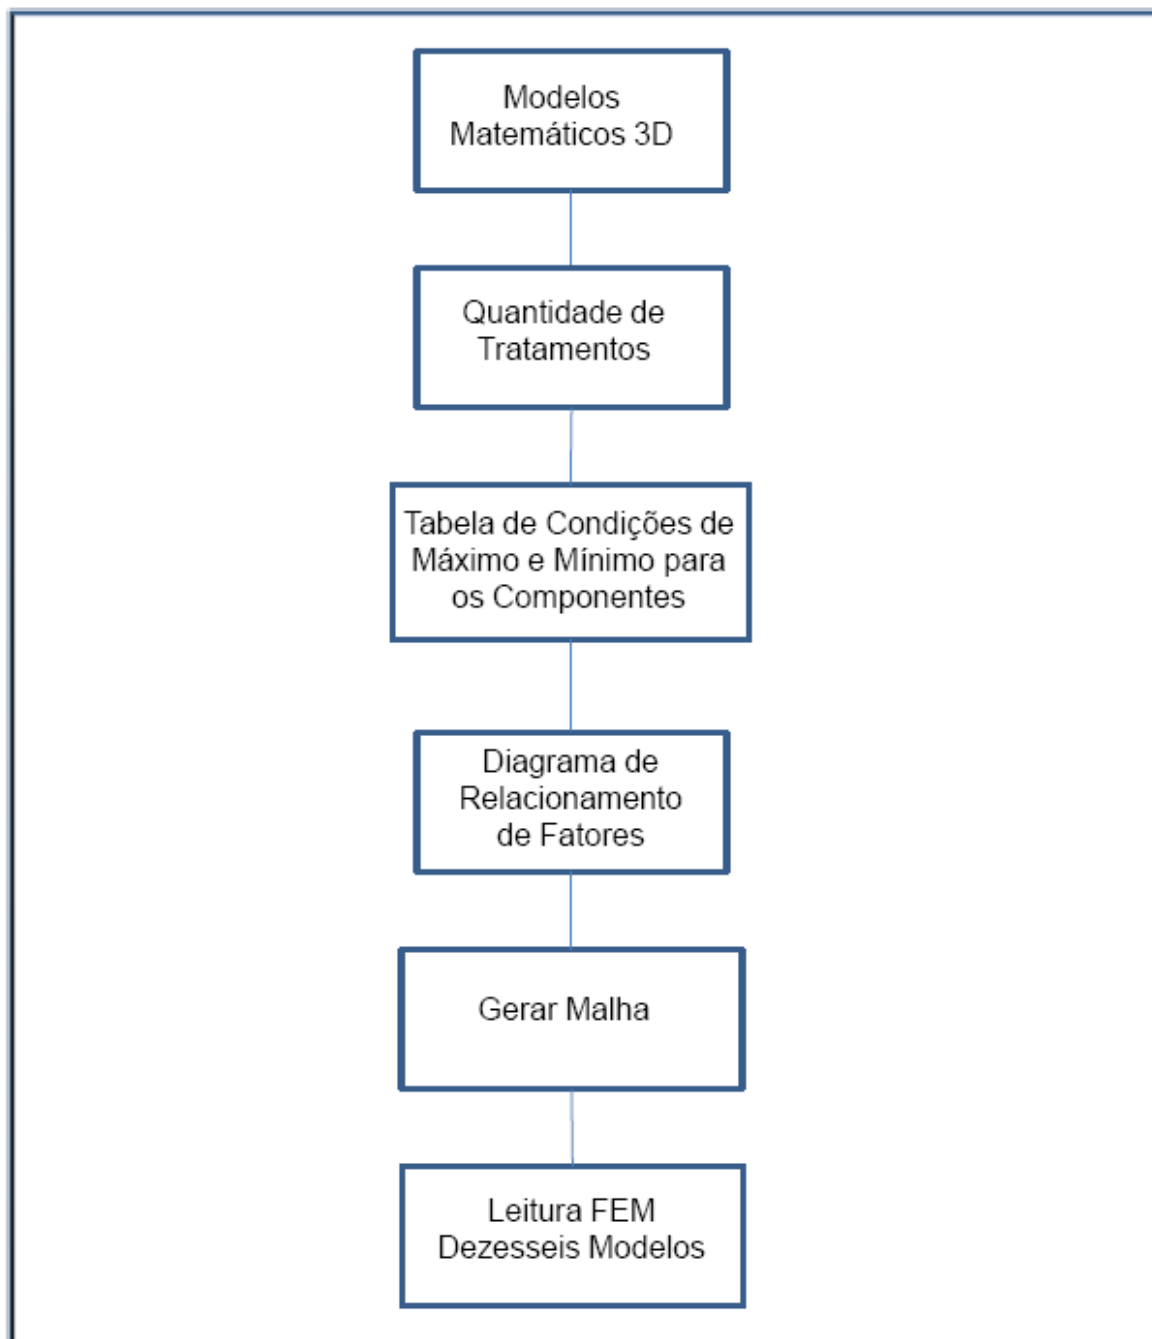 Modelos
Matemáticos 3D
Quantidade de
Tratamentos
Tabela de Condições de
Máximo e Mínimo para
os Componentes
Diagrama de
Relacionamento
de Fatores
Gerar Malha
Leitura FEM
Dezesseis Modelos